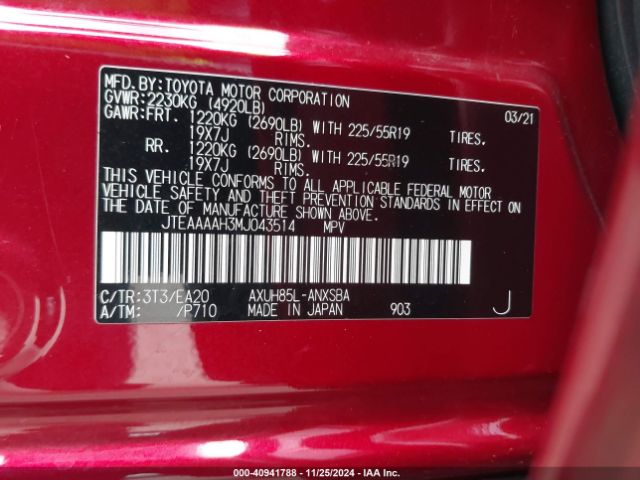 MFD.BY:TOYOTA MOTOR CORPORATION 03/21
GVWR:2230KG (4920LB)
GAWR:FRT. 1220KG (2690LB) WITH 225/55R19 TIRES.
19X7J RIMS.
RR. 1220KG (2690LB) WITH 225/55R19 TIRES.
19X7J RIMS.
THIS VEHICLE CONFORMS TO ALL APPLICABLE FEDERAL MOTOR
VEHICLE SAFETY AND THEFT PREVENTION STANDARDS IN EFFECT ON
THE DATE OF MANUFACTURE SHOWN ABOVE.
JTEAAAAH3MJ043514 MPV
C/TR:3T3/EA20 AXUH85L-ANXSBA
A/TM: /P710 MADE IN JAPAN 903 J
000-40941788 - 11/25/2024 - IAA Inc.